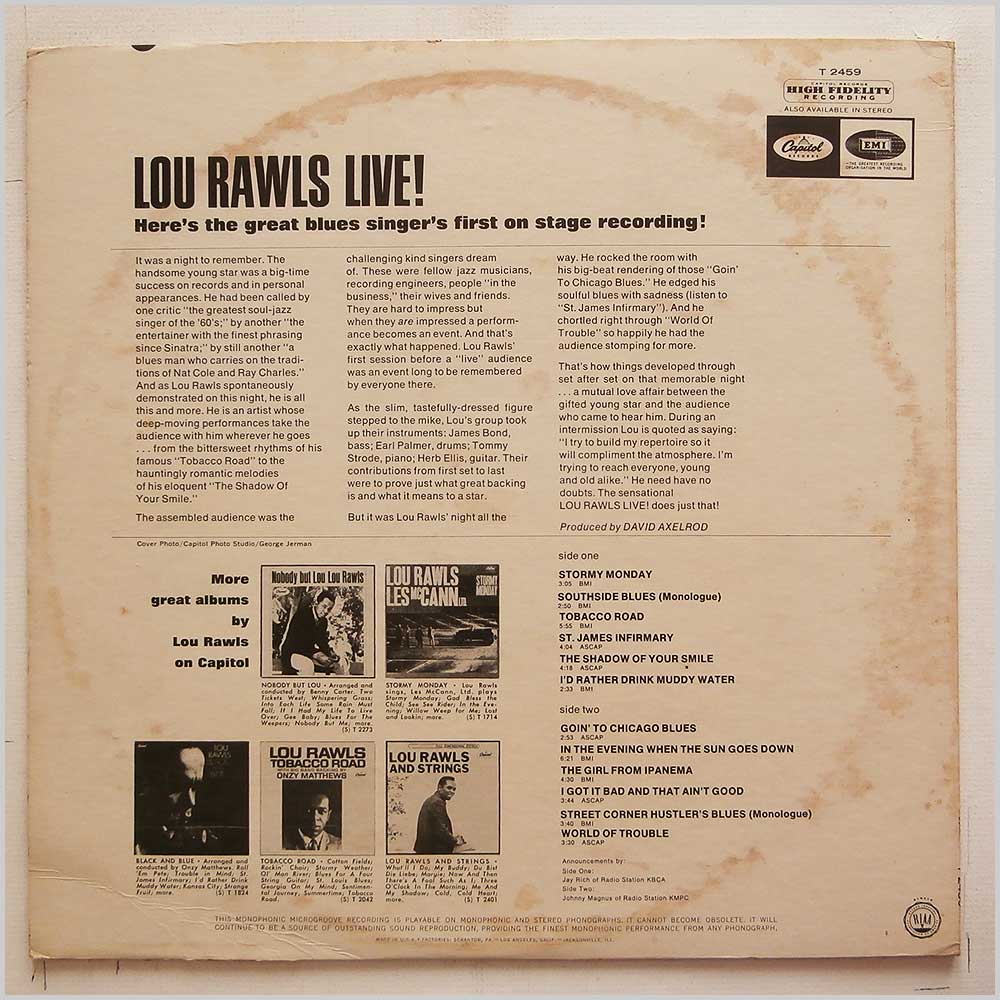 T 2459
CAPITOL RECORDS
HIGH FIDELITY
RECORDING
ALSO AVAILABLE IN STEREO
Capitol
RECORDS
EMI
THE GREATEST RECORDING
ORGANISATION IN THE WORLD
LOU RAWLS LIVE!
Here's the great blues singer's first on stage recording!
It was a night to remember. The
handsome young star was a big-time
success on records and in personal
appearances. He had been called by
one critic "the greatest soul-jazz
singer of the '60's;" by another "the
entertainer with the finest phrasing
since Sinatra;" by still another "a
blues man who carries on the tradi-
tions of Nat Cole and Ray Charles."
And as Lou Rawls spontaneously
demonstrated on this night, he is all
this and more. He is an artist whose
deep-moving performances take the
audience with him wherever he goes
. . . from the bittersweet rhythms of his
famous "Tobacco Road" to the
hauntingly romantic melodies
of his eloquent "The Shadow Of
Your Smile."
The assembled audience was the
challenging kind singers dream
of. These were fellow jazz musicians,
recording engineers, people "in the
business," their wives and friends.
They are hard to impress but
when they are impressed a perform-
ance becomes an event. And that's
exactly what happened. Lou Rawls'
first session before a "live" audience
was an event long to be remembered
by everyone there.
As the slim, tastefully-dressed figure
stepped to the mike, Lou's group took
up their instruments: James Bond,
bass; Earl Palmer, drums; Tommy
Strode, piano; Herb Ellis, guitar. Their
contributions from first set to last
were to prove just what great backing
is and what it means to a star.
But it was Lou Rawls' night all the
way. He rocked the room with
his big-beat rendering of those "Goin'
To Chicago Blues." He edged his
soulful blues with sadness (listen to
"St. James Infirmary"). And he
chortled right through "World Of
Trouble" so happily he had the
audience stomping for more.
That's how things developed through
set after set on that memorable night
. . . a mutual love affair between the
gifted young star and the audience
who came to hear him. During an
intermission Lou is quoted as saying:
"I try to build my repertoire so it
will compliment the atmosphere. I'm
trying to reach everyone, young
and old alike." He need have no
doubts. The sensational
LOU RAWLS LIVE! does just that!
Produced by DAVID AXELROD
Cover Photo/Capitol Photo Studio/George Jerman
More
great albums
by
Lou Rawls
on Capitol
Nobody but Lou Lou Rawls
NOBODY BUT LOU • Arranged and
conducted by Benny Carter. Two
Tickets West; Whispering Grass;
Into Each Life Some Rain Must
Fall; If I Had My Life To Live
Over; Gee Baby; Blues For The
Weepers; Nobody But Me; more.
(S) T 2273
LOU RAWLS
LES McCANN LTD.
STORMY
MONDAY
STORMY MONDAY • Lou Rawls
sings, Les McCann, Ltd. plays
Stormy Monday; God Bless the
Child; See See Rider; In the Eve-
ning; Willow Weep for Me; Lost
and Lookin; more. (S) T 1714
LOU
RAWLS
BLACK AND BLUE • Arranged and
conducted by Onzy Matthews. Roll
'Em Pete; Trouble in Mind; St.
James Infirmary; I'd Rather Drink
Muddy Water; Kansas City; Strange
Fruit; more. (S) T 1824
LOU RAWLS
TOBACCO ROAD
WITH BIG BAND BACKING BY
ONZY MATTHEWS
TOBACCO ROAD • Cotton Fields;
Rockin' Chair; Stormy Weather;
Ol' Man River; Blues For A Four
String Guitar; St. Louis Blues;
Georgia On My Mind; Sentimen-
tal Journey, Summertime; Tobacco
Road. (S) T 2042
LOU RAWLS
AND STRINGS
LOU RAWLS AND STRINGS •
What'll I Do; My Buddy; Du Bist
Die Liebe; Margie; Now And Then
There's A Fool Such As I; Three
O'Clock In The Morning; Me And
My Shadow; Cold, Cold Heart;
more. (S) T 2401
side one
STORMY MONDAY
3:05 BMI
SOUTHSIDE BLUES (Monologue)
2:50 BMI
TOBACCO ROAD
5:55 BMI
ST. JAMES INFIRMARY
4:04 ASCAP
THE SHADOW OF YOUR SMILE
4:18 ASCAP
I'D RATHER DRINK MUDDY WATER
2:33 BMI
side two
GOIN' TO CHICAGO BLUES
2:53 ASCAP
IN THE EVENING WHEN THE SUN GOES DOWN
6:21 BMI
THE GIRL FROM IPANEMA
4:30 BMI
I GOT IT BAD AND THAT AIN'T GOOD
3:44 ASCAP
STREET CORNER HUSTLER'S BLUES (Monologue)
3:40 BMI
WORLD OF TROUBLE
3:30 ASCAP
Announcements by:
Side One:
Jay Rich of Radio Station KBCA
Side Two:
Johnny Magnus of Radio Station KMPC
THIS MONOPHONIC MICROGROOVE RECORDING IS PLAYABLE ON MONOPHONIC AND STEREO PHONOGRAPHS. IT CANNOT BECOME OBSOLETE. IT WILL
CONTINUE TO BE A SOURCE OF OUTSTANDING SOUND REPRODUCTION, PROVIDING THE FINEST MONOPHONIC PERFORMANCE FROM ANY PHONOGRAPH.
MADE IN U.S.A. FACTORIES: SCRANTON, PA.—LOS ANGELES, CALIF.—JACKSONVILLE, ILL.
RIAA